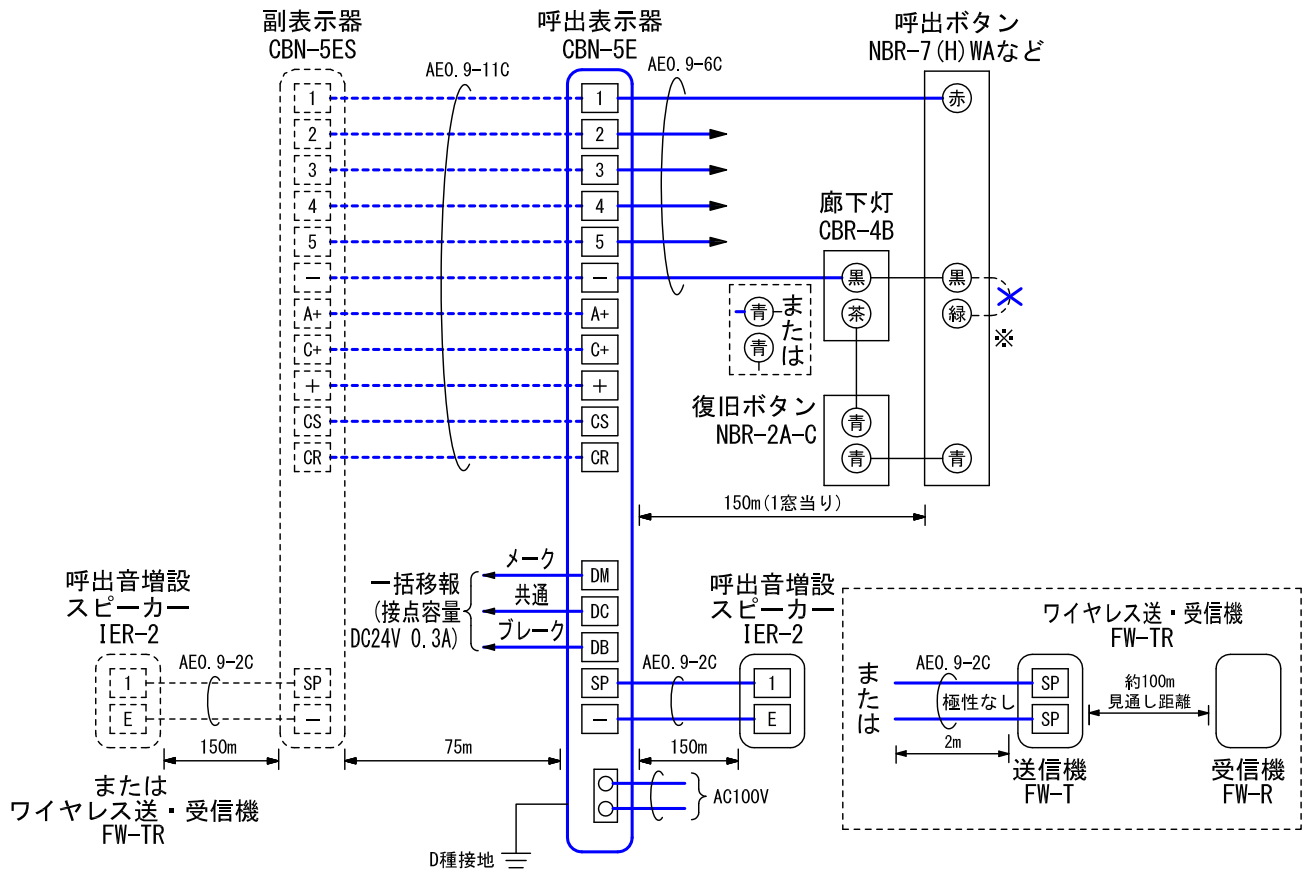 副表示器
CBN-5ES
呼出表示器
CBN-5E
呼出ボタン
NBR-7(H)WAなど
AE0.9-11C
AE0.9-6C
1
1
赤
2
2
3
3
4
4
5
5
廊下灯
CBR-4B
－
－
黒
黒
A+
A+
青
または
茶
緑
※
C+
C+
青
＋
＋
復旧ボタン
NBR-2A-C
CS
CS
青
CR
CR
青
青
150m(1窓当り)
一括移報
(接点容量
DC24V 0.3A)
メーク
DM
共通
DC
ブレーク
DB
呼出音増設
スピーカー
IER-2
AE0.9-2C
1
SP
E
－
150m
または
ワイヤレス送・受信機
FW-TR
75m
SP
－
AE0.9-2C
呼出音増設
スピーカー
IER-2
1
E
150m
AC100V
D種接地
ワイヤレス送・受信機
FW-TR
または
AE0.9-2C
極性なし
2m
SP
SP
送信機
FW-T
約100m
見通し距離
受信機
FW-R